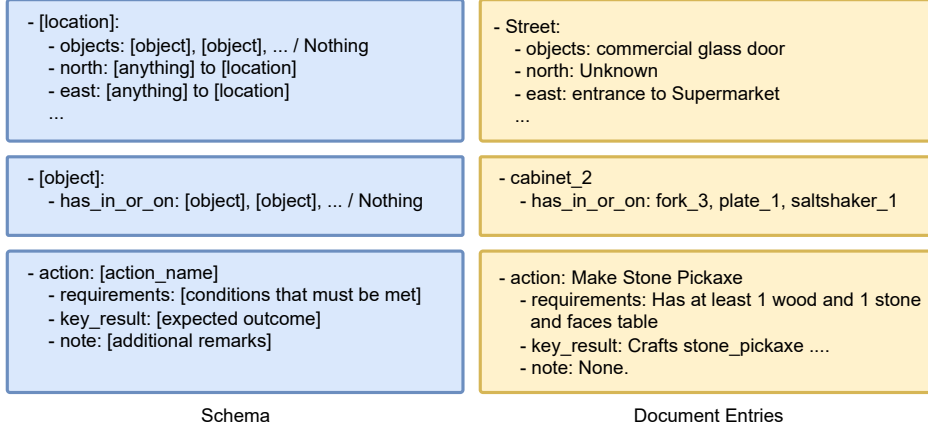 - [location]:
- objects: [object], [object], ... / Nothing
- north: [anything] to [location]
- east: [anything] to [location]
...
- Street:
- objects: commercial glass door
- north: Unknown
- east: entrance to Supermarket
...
- [object]:
- has_in_or_on: [object], [object], ... / Nothing
- cabinet_2
- has_in_or_on: fork_3, plate_1, saltshaker_1
- action: [action_name]
- requirements: [conditions that must be met]
- key_result: [expected outcome]
- note: [additional remarks]
- action: Make Stone Pickaxe
- requirements: Has at least 1 wood and 1 stone
and faces table
- key_result: Crafts stone_pickaxe ....
- note: None.
Schema
Document Entries